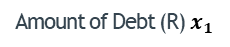 Amount of Debt (R) x₁